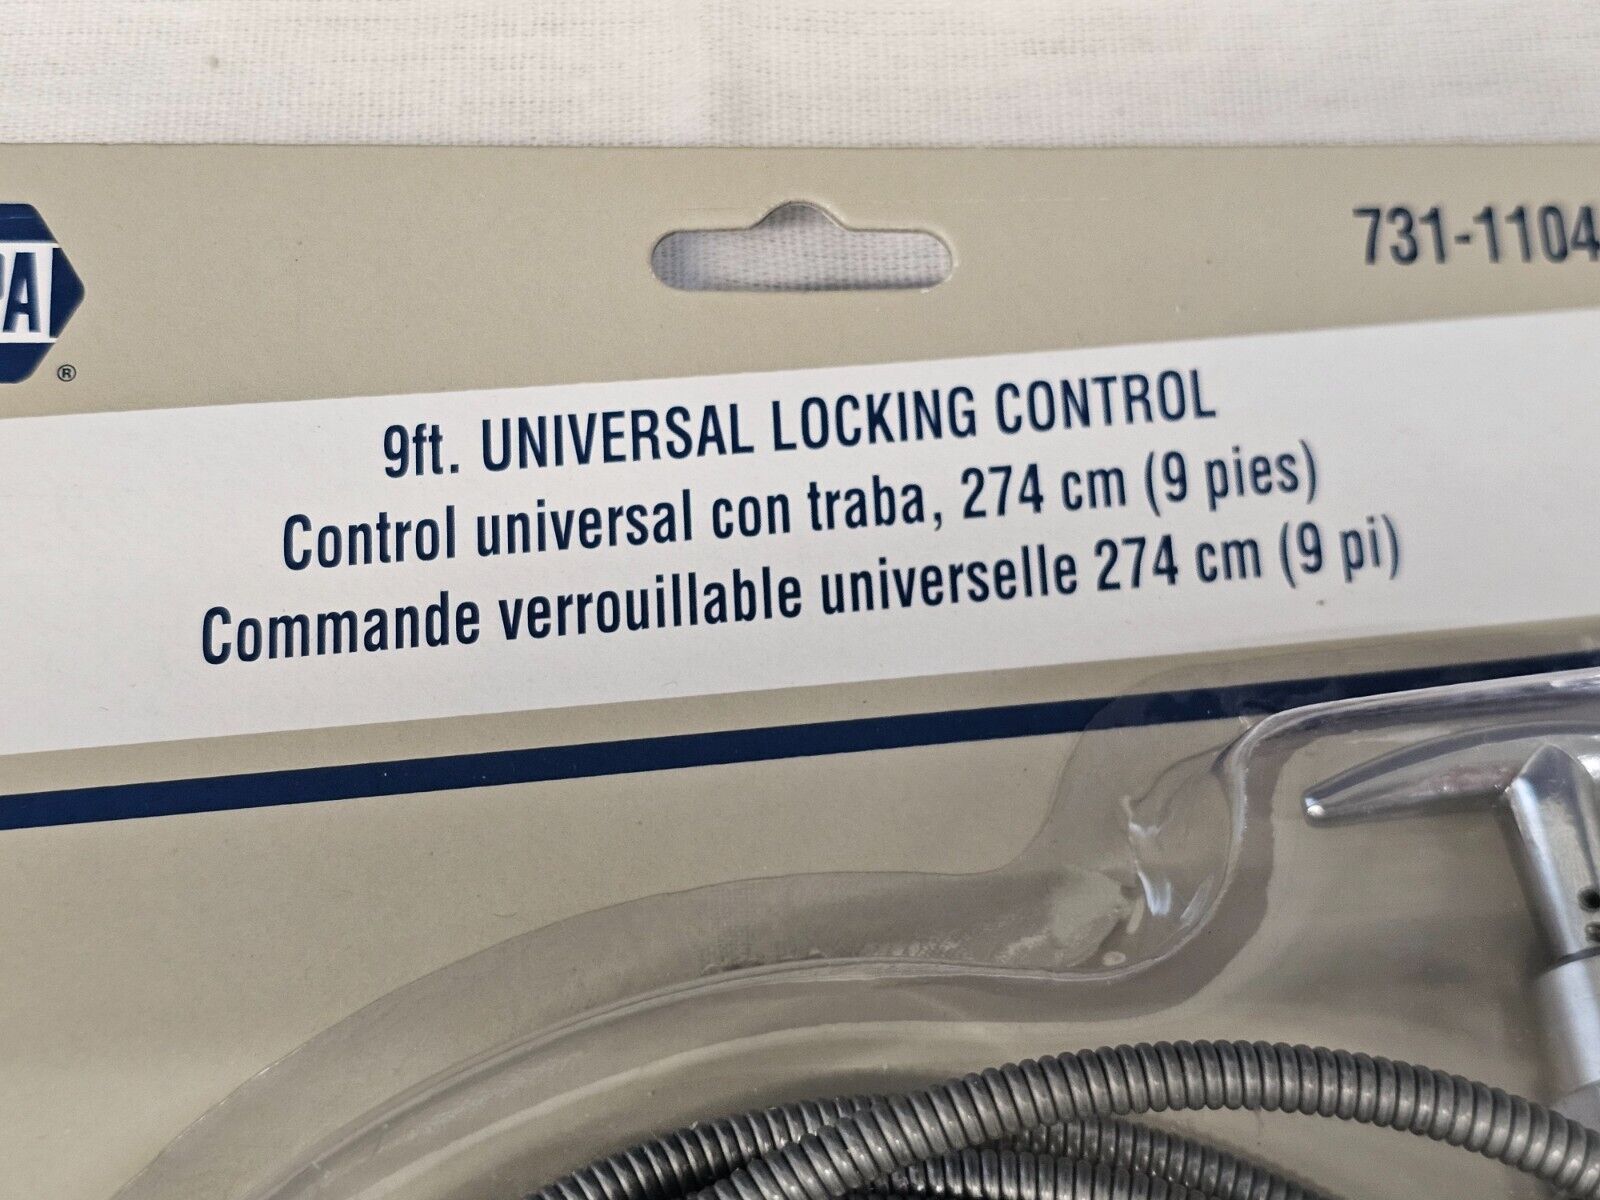 PA
®
731-1104
9ft. UNIVERSAL LOCKING CONTROL
Control universal con traba, 274 cm (9 pies)
Commande verrouillable universelle 274 cm (9 pi)